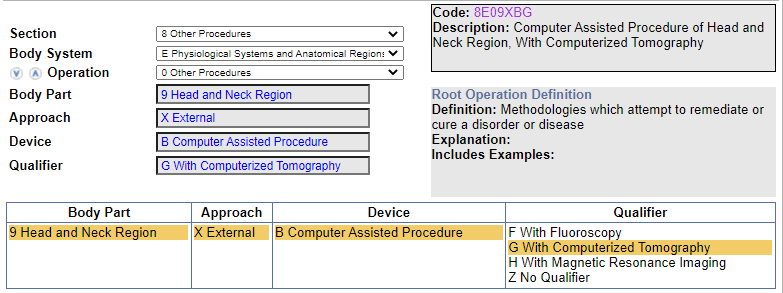 Section 8 Other Procedures
Body System E Physiological Systems and Anatomical Regions
Operation 0 Other Procedures
Body Part 9 Head and Neck Region
Approach X External
Device B Computer Assisted Procedure
Qualifier G With Computerized Tomography
Code: 8E09XBG
Description: Computer Assisted Procedure of Head and
Neck Region, With Computerized Tomography
Root Operation Definition
Definition: Methodologies which attempt to remediate or
cure a disorder or disease
Explanation:
Includes Examples:
Body Part Approach Device Qualifier
9 Head and Neck Region X External B Computer Assisted Procedure F With Fluoroscopy
G With Computerized Tomography
H With Magnetic Resonance Imaging
Z No Qualifier